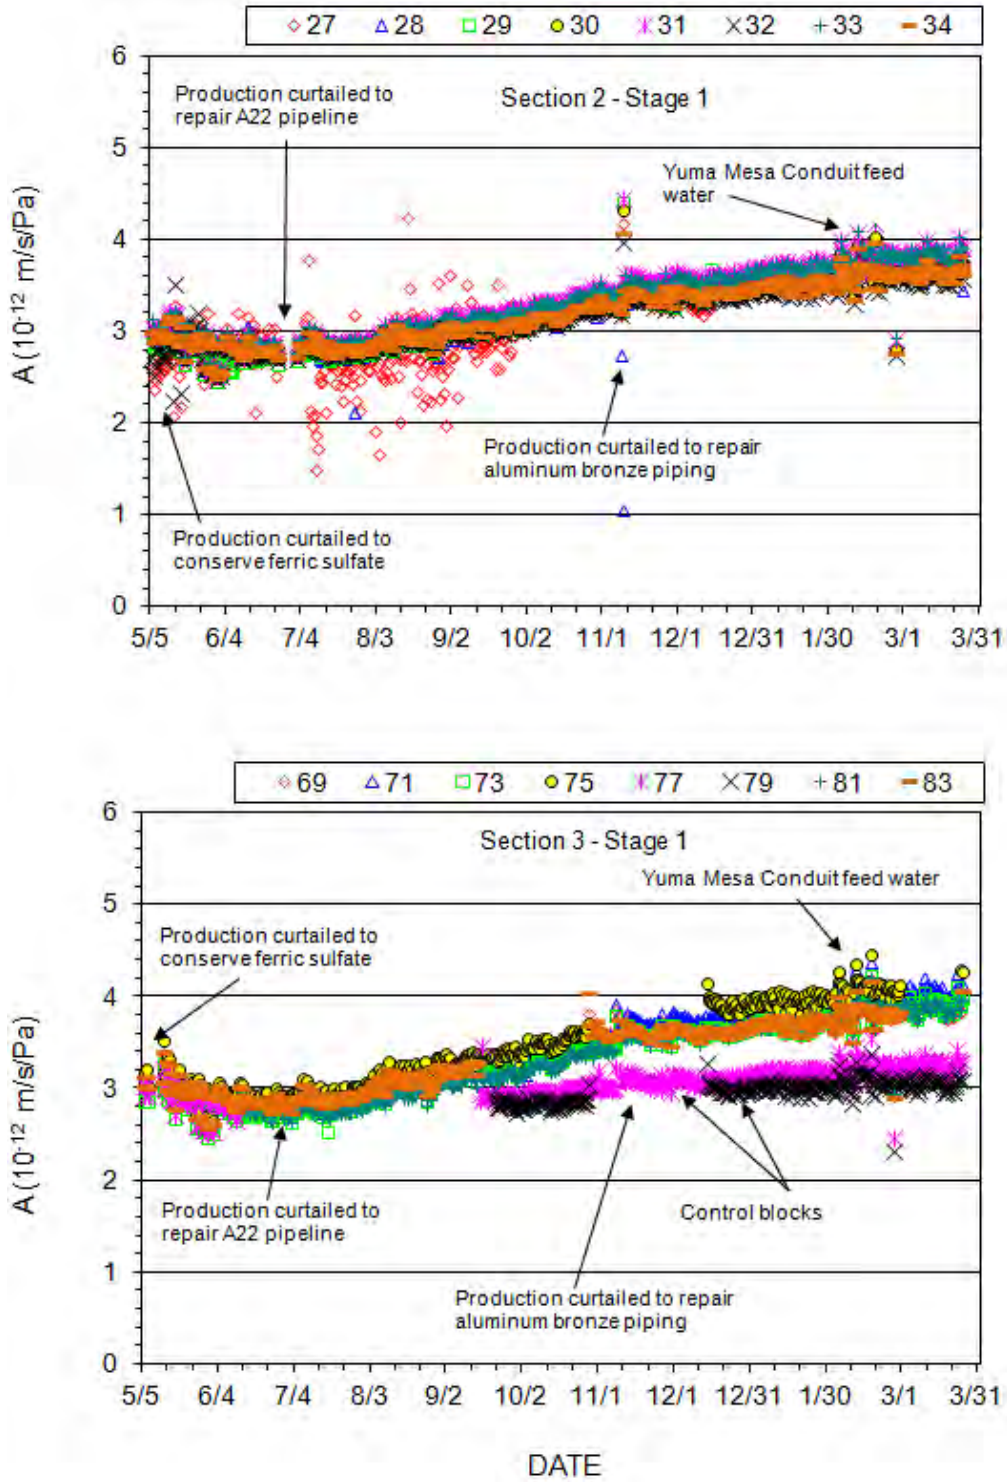 27 28 29 30 31 32 33 34
6
Production curtailed to
repair A22 pipeline
Section 2 - Stage 1
5
Yuma Mesa Conduit feed
water
4
A (10⁻¹² m/s/Pa)
3
2
Production curtailed to repair
aluminum bronze piping
1
Production curtailed to
conserve ferric sulfate
0
5/5 6/4 7/4 8/3 9/2 10/2 11/1 12/1 12/31 1/30 3/1 3/31
69 71 73 75 77 79 81 83
6
Section 3 - Stage 1
Yuma Mesa Conduit feed water
5
Production curtailed to
conserve ferric sulfate
4
A (10⁻¹² m/s/Pa)
3
2
Production curtailed to
repair A22 pipeline
Control blocks
1
Production curtailed to repair
aluminum bronze piping
0
5/5 6/4 7/4 8/3 9/2 10/2 11/1 12/1 12/31 1/30 3/1 3/31
DATE